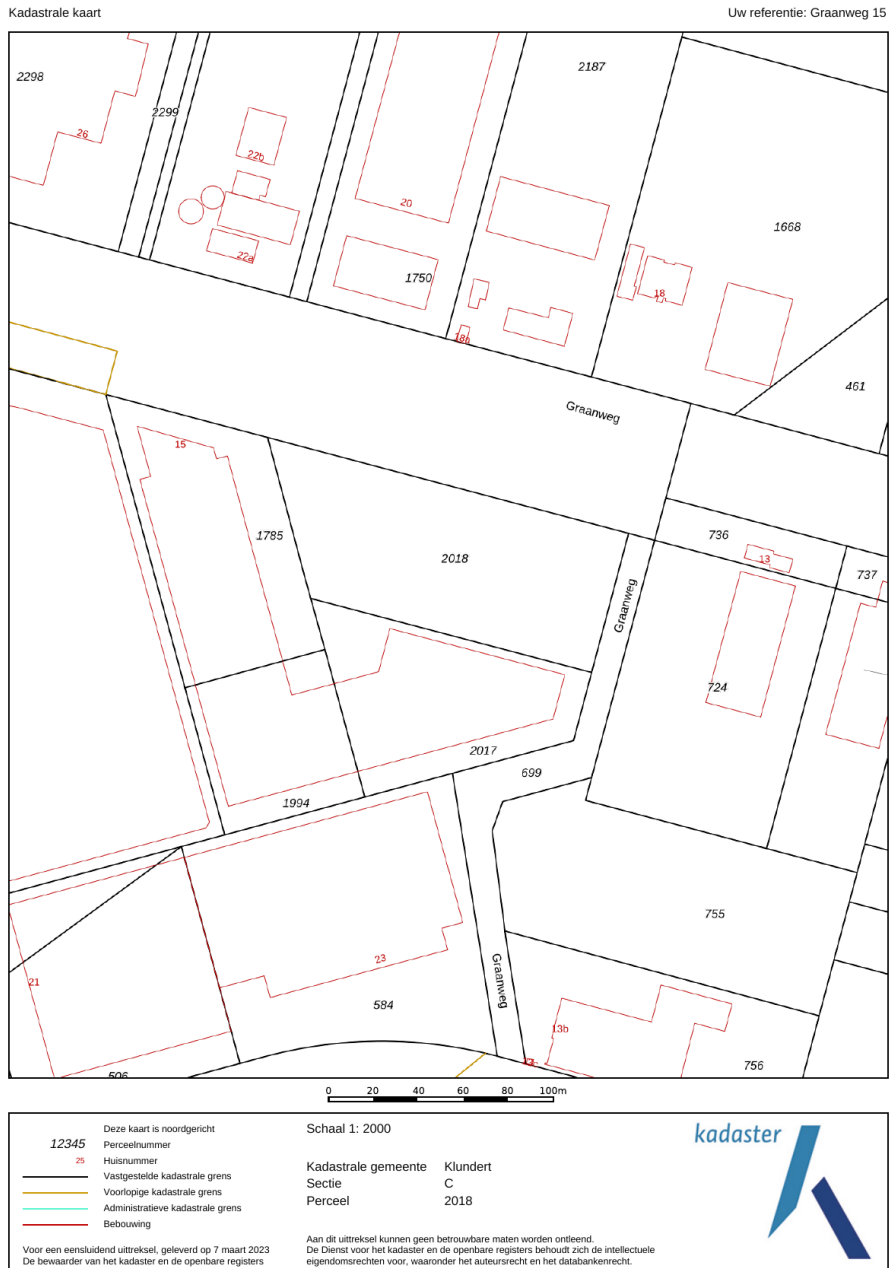 Kadastrale kaart
Uw referentie: Graanweg 15
2298
2299
26
22b
22a
20
1750
2187
1668
18
18a
461
Graanweg
15
1785
2018
736
13
737
Graanweg
724
2017
699
1994
755
23
21
584
Graanweg
13b
756
506
0 20 40 60 80 100m
Deze kaart is noordgericht
12345 Perceelnummer
25 Huisnummer
Vastgestelde kadastrale grens
Voorlopige kadastrale grens
Administratieve kadastrale grens
Bebouwing
Voor een eensluidend uittreksel, geleverd op 7 maart 2023
De bewaarder van het kadaster en de openbare registers
Schaal 1: 2000
Kadastrale gemeente Klundert
Sectie C
Perceel 2018
Aan dit uittreksel kunnen geen betrouwbare maten worden ontleend.
De Dienst voor het kadaster en de openbare registers behoudt zich de intellectuele
eigendomsrechten voor, waaronder het auteursrecht en het databankenrecht.
kadaster